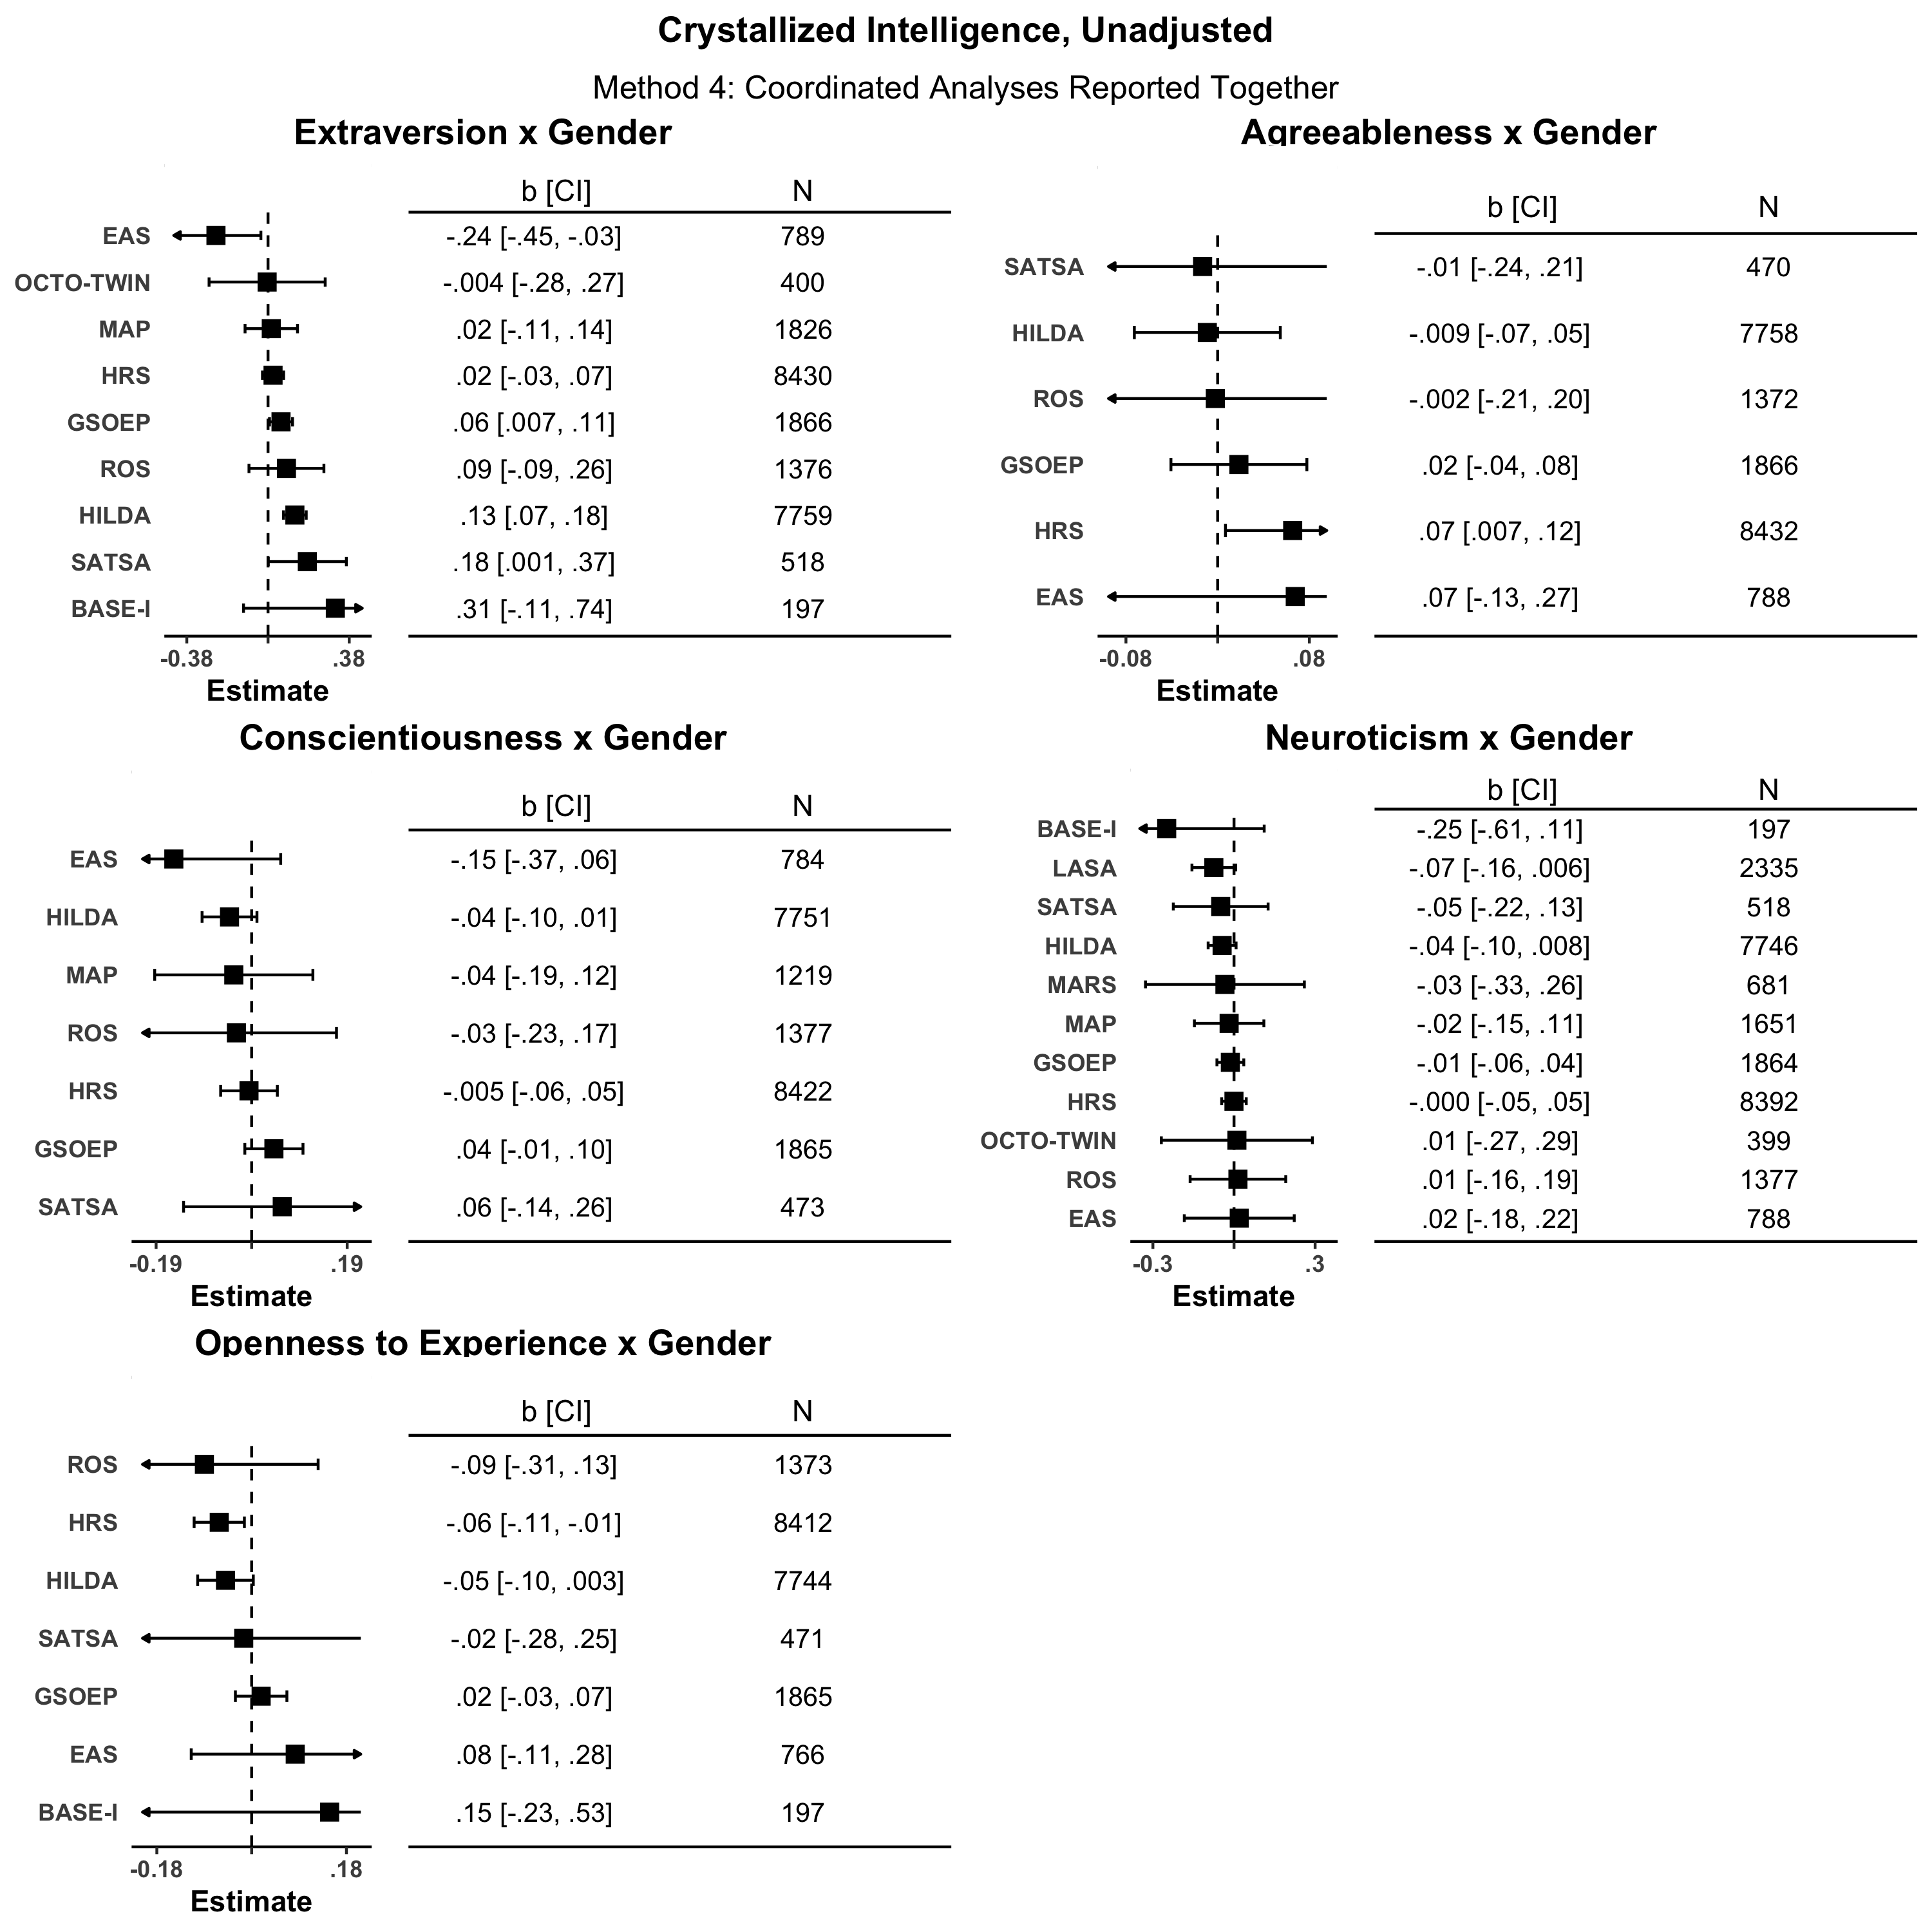 Crystallized Intelligence, Unadjusted
Method 4: Coordinated Analyses Reported Together
Extraversion x Gender
b [CI] N
EAS -.24 [-.45, -.03] 789
OCTO-TWIN -.004 [-.28, .27] 400
MAP .02 [-.11, .14] 1826
HRS .02 [-.03, .07] 8430
GSOEP .06 [.007, .11] 1866
ROS .09 [-.09, .26] 1376
HILDA .13 [.07, .18] 7759
SATSA .18 [.001, .37] 518
BASE-I .31 [-.11, .74] 197
-0.38 .38
Estimate
Agreeableness x Gender
b [CI] N
SATSA -.01 [-.24, .21] 470
HILDA -.009 [-.07, .05] 7758
ROS -.002 [-.21, .20] 1372
GSOEP .02 [-.04, .08] 1866
HRS .07 [.007, .12] 8432
EAS .07 [-.13, .27] 788
-0.08 .08
Estimate
Conscientiousness x Gender
b [CI] N
EAS -.15 [-.37, .06] 784
HILDA -.04 [-.10, .01] 7751
MAP -.04 [-.19, .12] 1219
ROS -.03 [-.23, .17] 1377
HRS -.005 [-.06, .05] 8422
GSOEP .04 [-.01, .10] 1865
SATSA .06 [-.14, .26] 473
-0.19 .19
Estimate
Neuroticism x Gender
b [CI] N
BASE-I -.25 [-.61, .11] 197
LASA -.07 [-.16, .006] 2335
SATSA -.05 [-.22, .13] 518
HILDA -.04 [-.10, .008] 7746
MARS -.03 [-.33, .26] 681
MAP -.02 [-.15, .11] 1651
GSOEP -.01 [-.06, .04] 1864
HRS -.000 [-.05, .05] 8392
OCTO-TWIN .01 [-.27, .29] 399
ROS .01 [-.16, .19] 1377
EAS .02 [-.18, .22] 788
-0.3 .3
Estimate
Openness to Experience x Gender
b [CI] N
ROS -.09 [-.31, .13] 1373
HRS -.06 [-.11, -.01] 8412
HILDA -.05 [-.10, .003] 7744
SATSA -.02 [-.28, .25] 471
GSOEP .02 [-.03, .07] 1865
EAS .08 [-.11, .28] 766
BASE-I .15 [-.23, .53] 197
-0.18 .18
Estimate